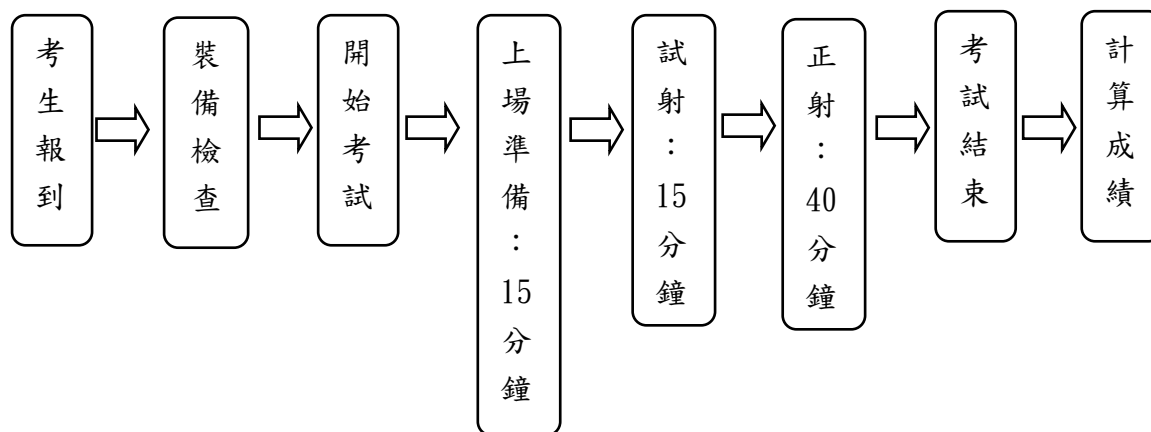 考生報到
裝備檢查
開始考試
上場準備：15分鐘
試射：15分鐘
正射：40分鐘
考試結束
計算成績